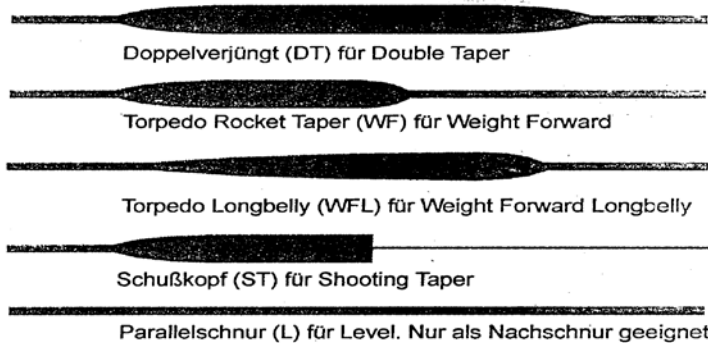 Doppelverjüngt (DT) für Double Taper
Torpedo Rocket Taper (WF) für Weight Forward
Torpedo Longbelly (WFL) für Weight Forward Longbelly
Schußkopf (ST) für Shooting Taper
Parallelschnur (L) für Level. Nur als Nachschnur geeignet